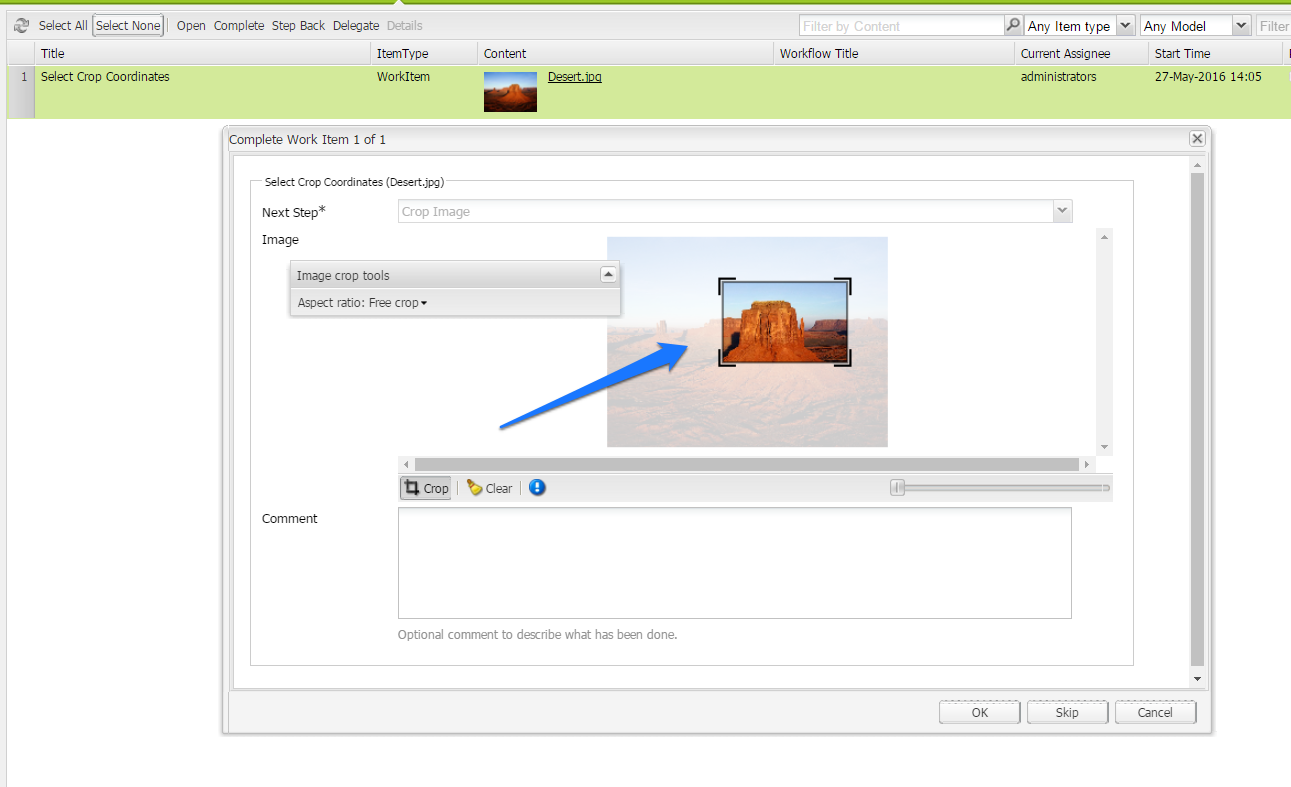 Select All Select None Open Complete Step Back Delegate Details Filter by Content Any Item type Any Model Filter
Title ItemType Content Workflow Title Current Assignee Start Time
1 Select Crop Coordinates WorkItem Desert.jpg administrators 27-May-2016 14:05
Complete Work Item 1 of 1
Select Crop Coordinates (Desert.jpg)
Next Step* Crop Image
Image
Image crop tools
Aspect ratio: Free crop
Crop Clear
Comment
Optional comment to describe what has been done.
OK Skip Cancel